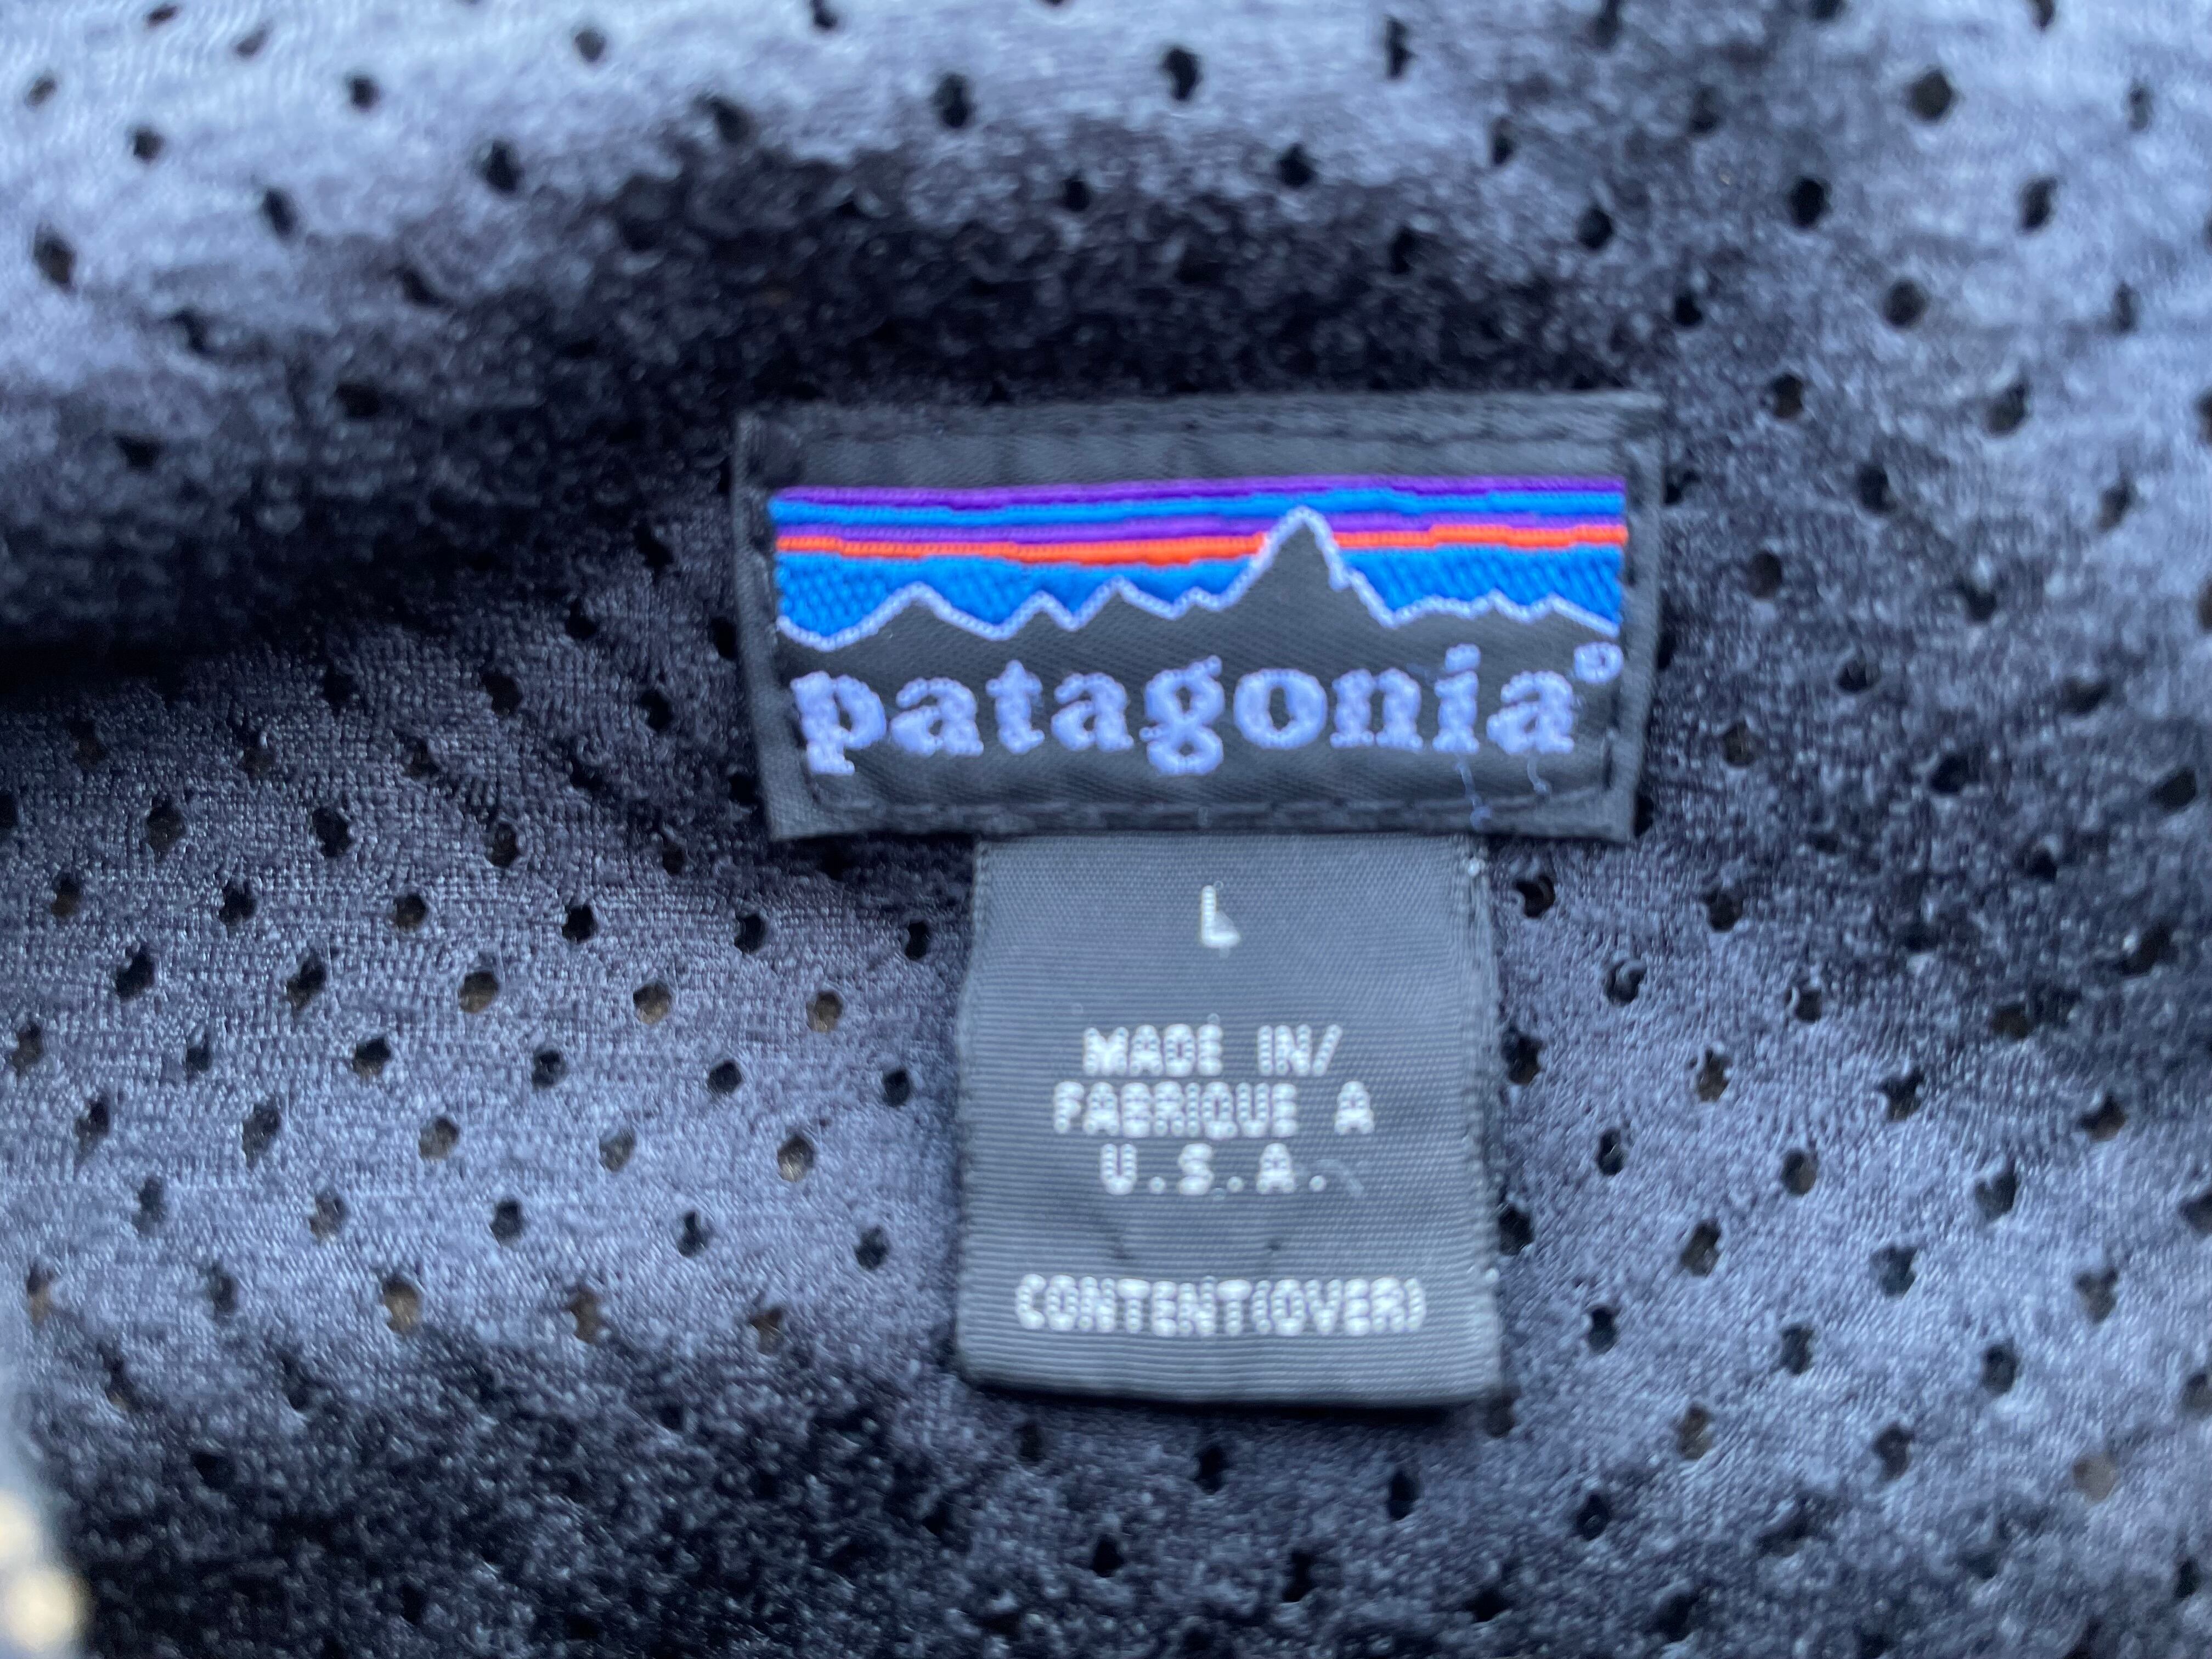 patagonia®
L
MADE IN/
FABRIQUE A
U.S.A.
CONTENT(OVER)